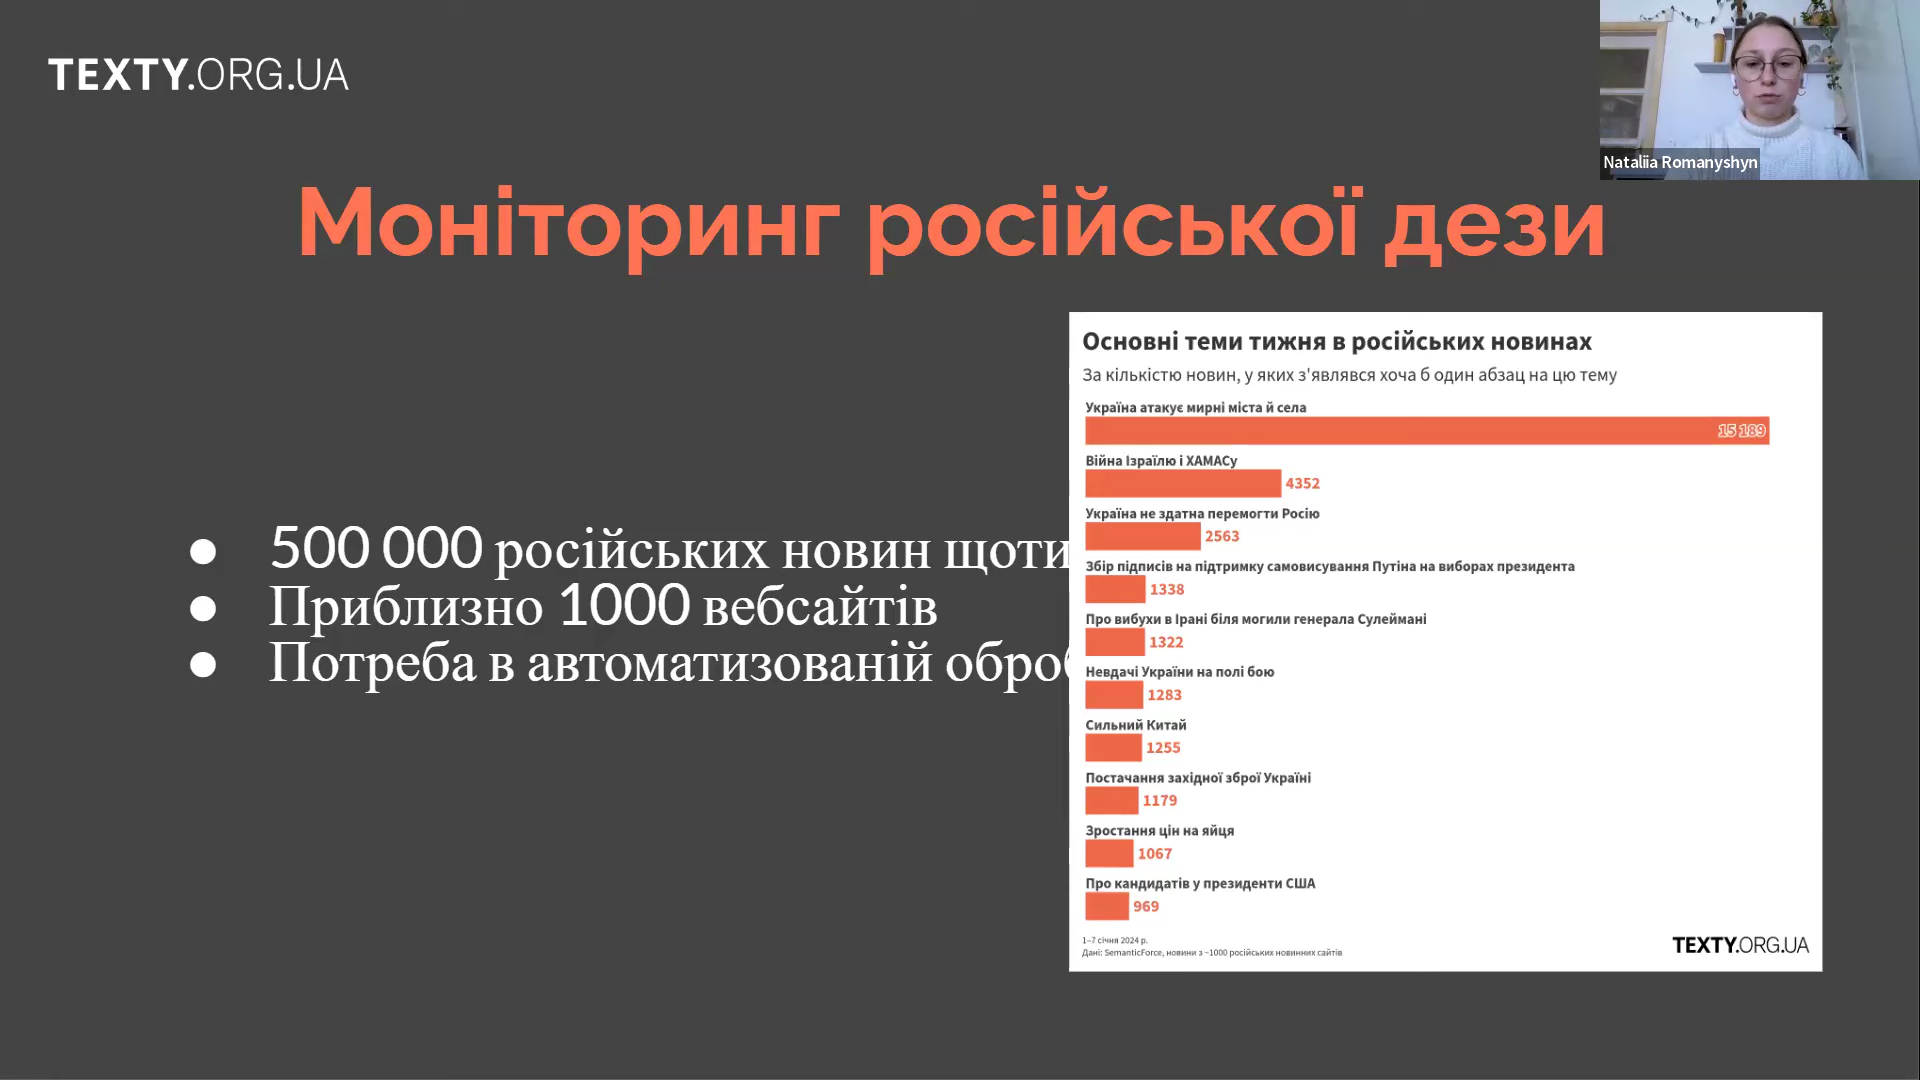 TEXTY.ORG.UA
Nataliia Romanyshyn
Моніторинг російської дези
● 500 000 російських новин
● Приблизно 1000 вебсайтів
● Потреба в автоматизованій
Основні теми тижня в російських новинах
За кількістю новин, у яких з'являвся хоча б один абзац на цю тему
Україна атакує мирні міста й села
15 189
Війна Ізраїлю і ХАМАСу
4352
Україна не здатна перемогти Росію
2563
Збір підписів на підтримку самовисування Путіна на виборах президента
1338
Про вибухи в Ірані біля могили генерала Сулеймані
1322
Невдачі України на полі бою
1283
Сильний Китай
1255
Постачання західної зброї Україні
1179
Зростання цін на яйця
1067
Про кандидатів у президенти США
969
1–7 січня 2024 р.
Дані: SemanticForce, новини з ~1000 російських новинних сайтів
TEXTY.ORG.UA